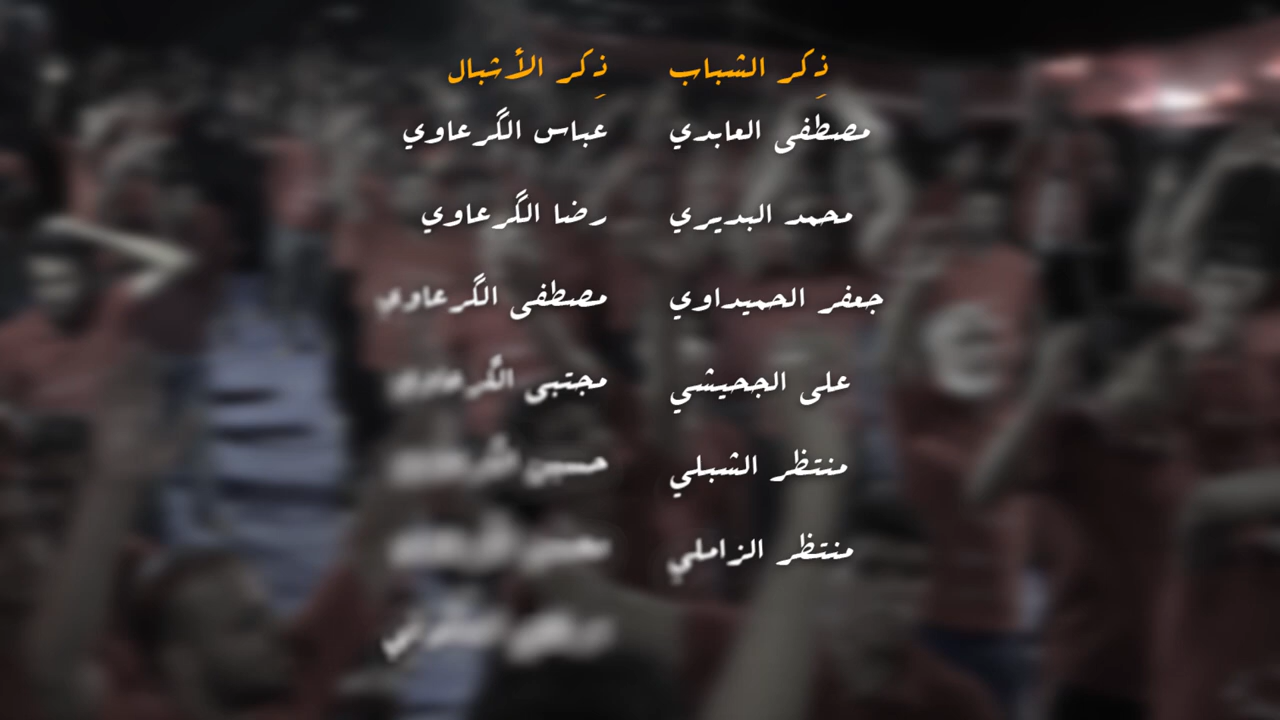 ذِكر الشباب
مصطفى العابدي
محمد البديري
جعفر الحميداوي
على الجحيشي
منتظر الشبلي
منتظر الزاملي
ذِكر الأشبال
عباس الگرعاوي
رضا الگرعاوي
مصطفى الگرعاوي
مجتبى الگرعاوي
حسين